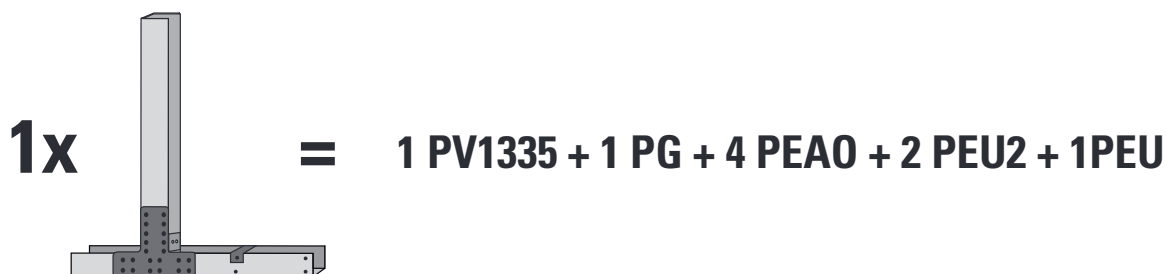 1x = 1 PV1335 + 1 PG + 4 PEAO + 2 PEU2 + 1PEU